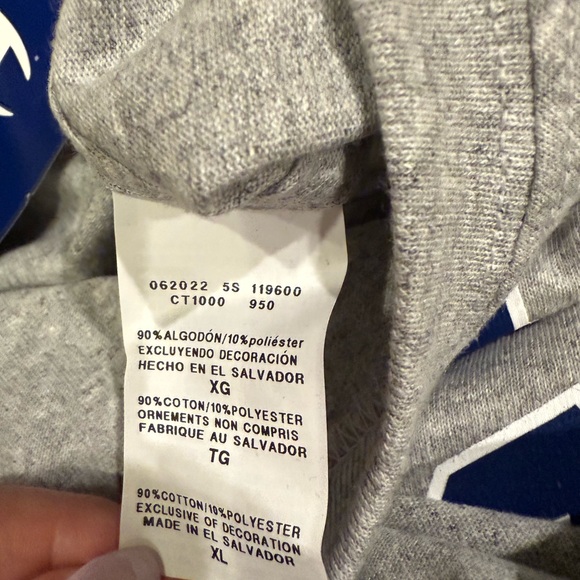 062022 5S 119600
CT1000 950
90%ALGODÓN/10%poliéster
EXCLUYENDO DECORACIÓN
HECHO EN EL SALVADOR
XG
90%COTON/10%POLYESTER
ORNEMENTS NON COMPRIS
FABRIQUE AU SALVADOR
TG
90%COTTON/10%POLYESTER
EXCLUSIVE OF DECORATION
MADE IN EL SALVADOR
XL